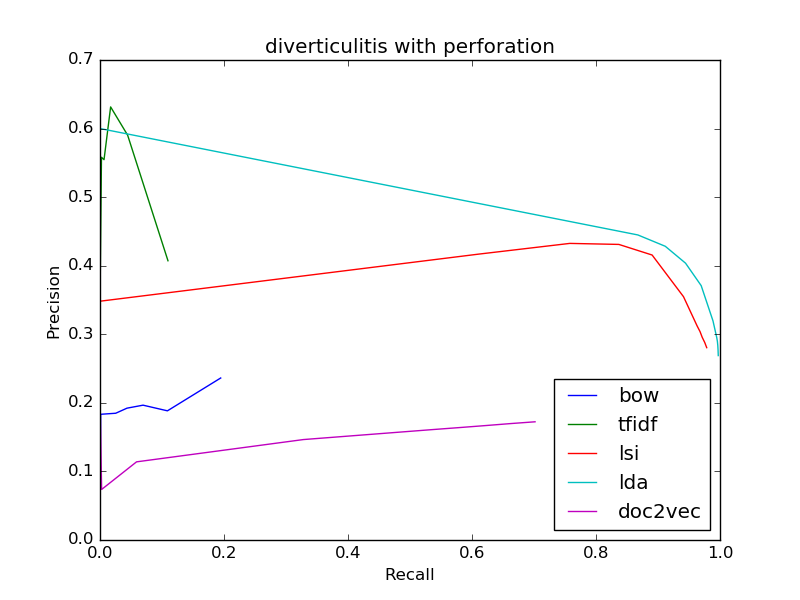 diverticulitis with perforation
0.7
0.6
0.5
0.4
0.3
0.2
0.1
0.0
Precision
0.0 0.2 0.4 0.6 0.8 1.0
Recall
bow
tfidf
lsi
lda
doc2vec